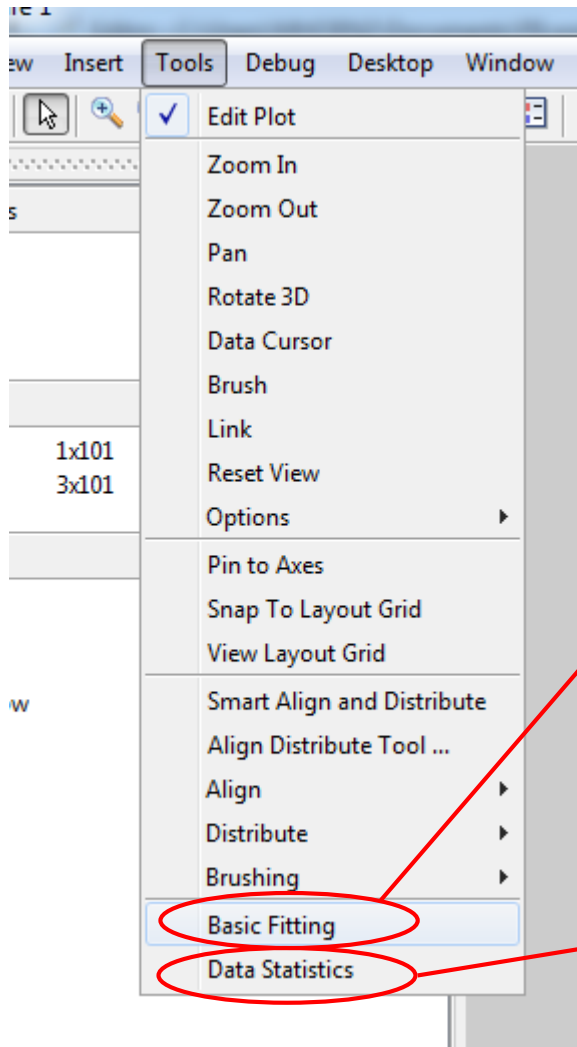 Insert Tools Debug Desktop Window
Edit Plot
Zoom In
Zoom Out
Pan
Rotate 3D
Data Cursor
Brush
Link
1x101
Reset View
3x101
Options
Pin to Axes
Snap To Layout Grid
View Layout Grid
Smart Align and Distribute
Align Distribute Tool ...
Align
Distribute
Brushing
Basic Fitting
Data Statistics